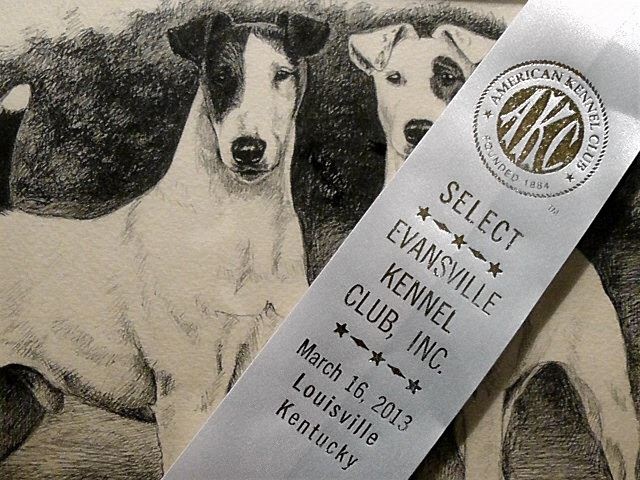 AMERICAN KENNEL CLUB
AKC
FOUNDED 1884
TM
SELECT
EVANSVILLE
KENNEL
CLUB, INC.
March 16, 2013
Louisville
Kentucky